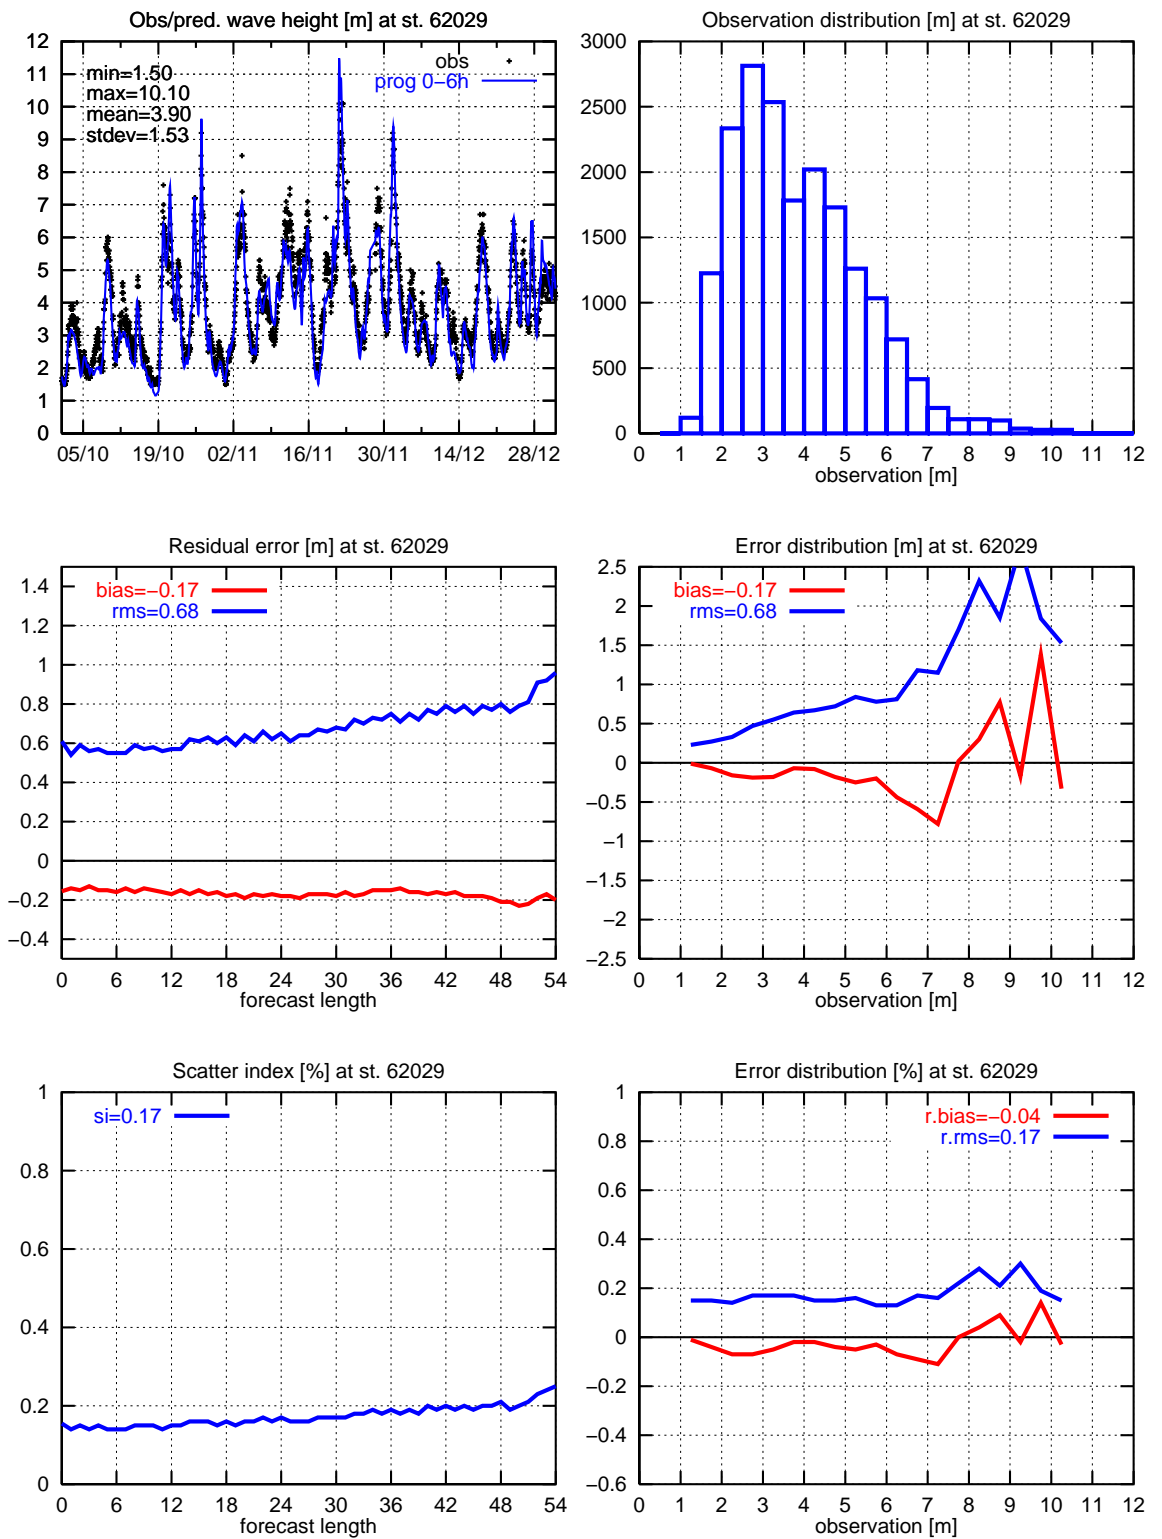 Obs/pred. wave height [m] at st. 62029
12
11
10
9
8
7
6
5
4
3
2
1
0
min=1.50
max=10.10
mean=3.90
stdev=1.53
obs
prog 0−6h
05/10 19/10 02/11 16/11 30/11 14/12 28/12
Observation distribution [m] at st. 62029
3000
2500
2000
1500
1000
500
0
0 1 2 3 4 5 6 7 8 9 10 11 12
observation [m]
Residual error [m] at st. 62029
bias=−0.17
rms=0.68
1.4
1.2
1
0.8
0.6
0.4
0.2
0
−0.2
−0.4
0 6 12 18 24 30 36 42 48 54
forecast length
Error distribution [m] at st. 62029
bias=−0.17
rms=0.68
2.5
2
1.5
1
0.5
0
−0.5
−1
−1.5
−2
−2.5
0 1 2 3 4 5 6 7 8 9 10 11 12
observation [m]
Scatter index [%] at st. 62029
si=0.17
1
0.8
0.6
0.4
0.2
0
0 6 12 18 24 30 36 42 48 54
forecast length
Error distribution [%] at st. 62029
r.bias=−0.04
r.rms=0.17
1
0.8
0.6
0.4
0.2
0
−0.2
−0.4
−0.6
0 1 2 3 4 5 6 7 8 9 10 11 12
observation [m]